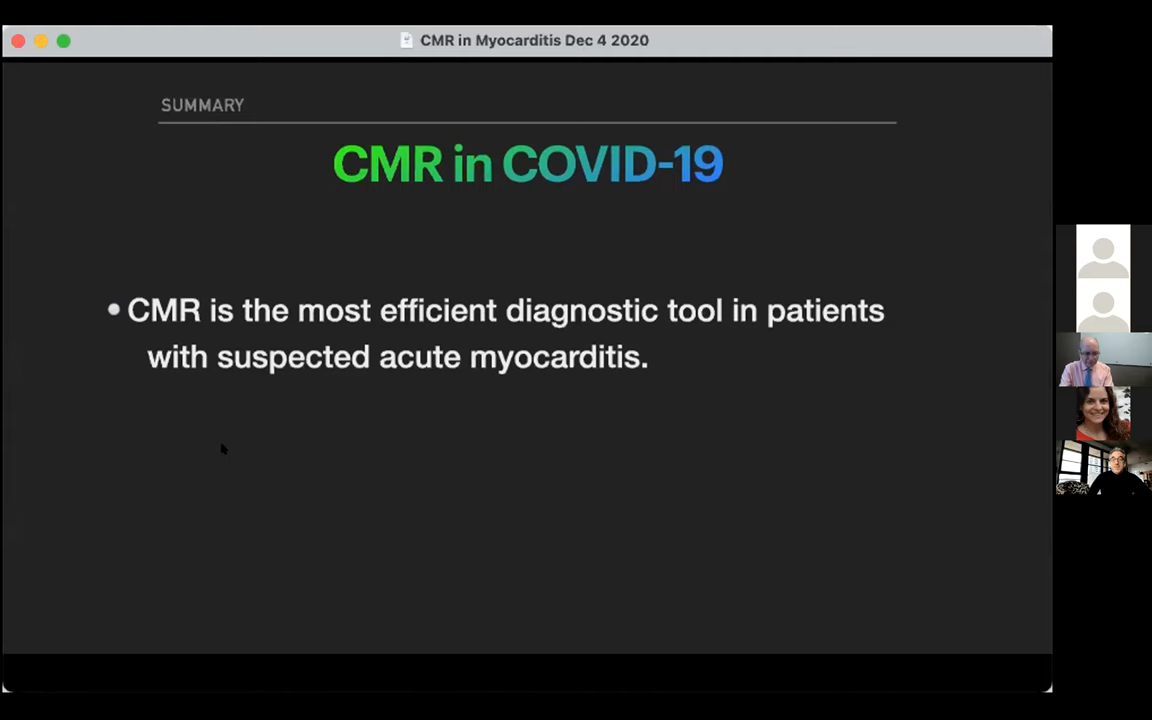 CMR in Myocarditis Dec 4 2020
SUMMARY
CMR in COVID-19
• CMR is the most efficient diagnostic tool in patients
with suspected acute myocarditis.